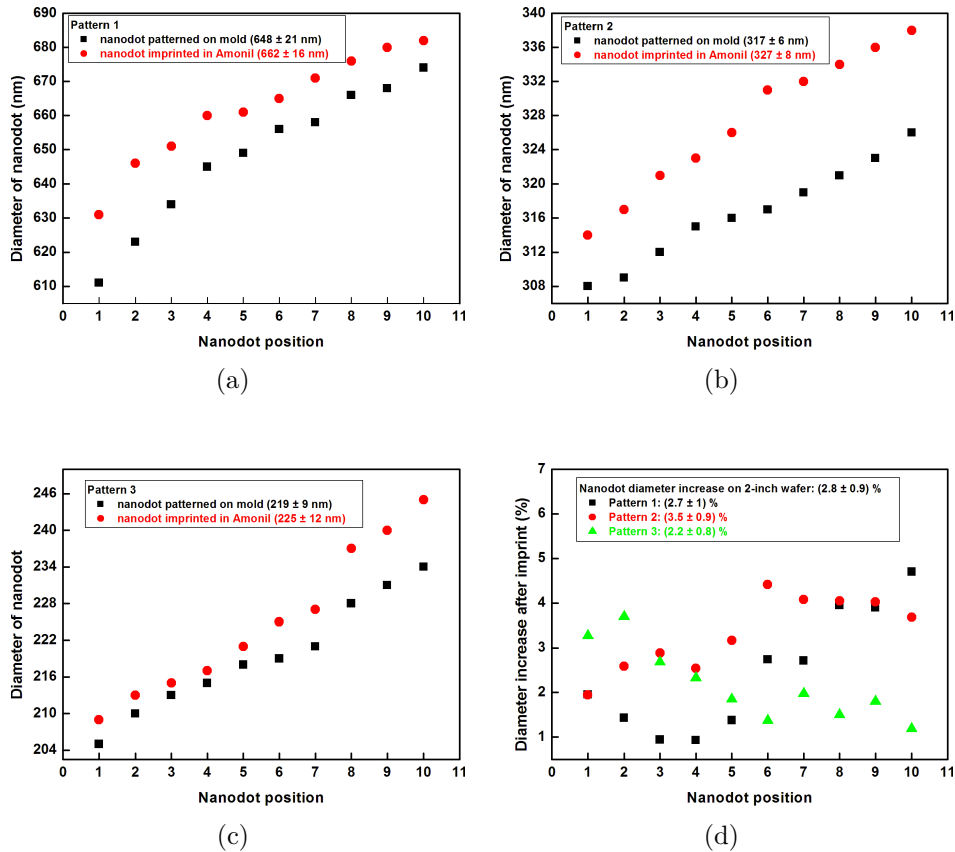 Pattern 1
nanodot patterned on mold (648 ± 21 nm)
nanodot imprinted in Amonil (662 ± 16 nm)
Diameter of nanodot (nm)
690
680
670
660
650
640
630
620
610
0 1 2 3 4 5 6 7 8 9 10 11
Nanodot position
(a)
Pattern 2
nanodot patterned on mold (317 ± 6 nm)
nanodot imprinted in Amonil (327 ± 8 nm)
Diameter of nanodot (nm)
340
336
332
328
324
320
316
312
308
0 1 2 3 4 5 6 7 8 9 10 11
Nanodot position
(b)
Pattern 3
nanodot patterned on mold (219 ± 9 nm)
nanodot imprinted in Amonil (225 ± 12 nm)
Diameter of nanodot
246
240
234
228
222
216
210
204
0 1 2 3 4 5 6 7 8 9 10 11
Nanodot position
(c)
Nanodot diameter increase on 2-inch wafer: (2.8 ± 0.9) %
Pattern 1: (2.7 ± 1) %
Pattern 2: (3.5 ± 0.9) %
Pattern 3: (2.2 ± 0.8) %
Diameter increase after imprint (%)
7
6
5
4
3
2
1
0 1 2 3 4 5 6 7 8 9 10 11
Nanodot position
(d)